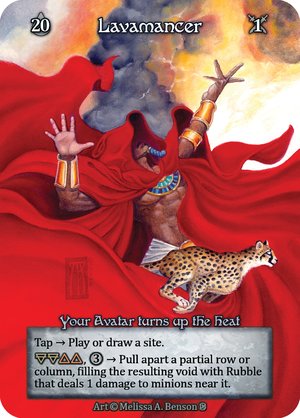 20 Lavamancer 1
Your Avatar turns up the heat
Tap → Play or draw a site.
③ → Pull apart a partial row or
column, filling the resulting void with Rubble
that deals 1 damage to minions near it.
Art © Melissa A. Benson